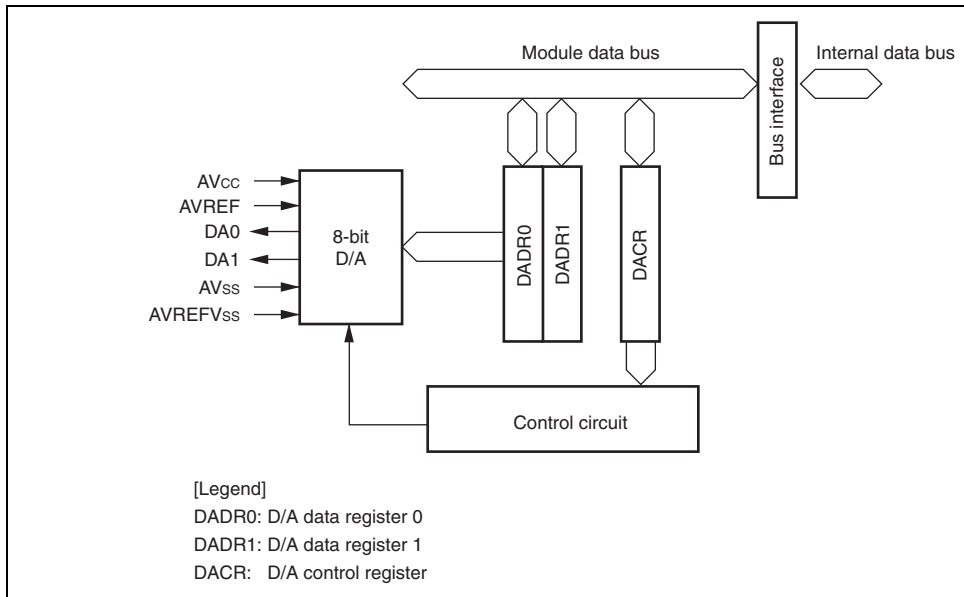 Module data bus
Internal data bus
Bus interface
AVCC
AVREF
DA0
DA1
AVSS
AVREFVSS
8-bit
D/A
DADR0
DADR1
DACR
Control circuit
[Legend]
DADR0: D/A data register 0
DADR1: D/A data register 1
DACR: D/A control register